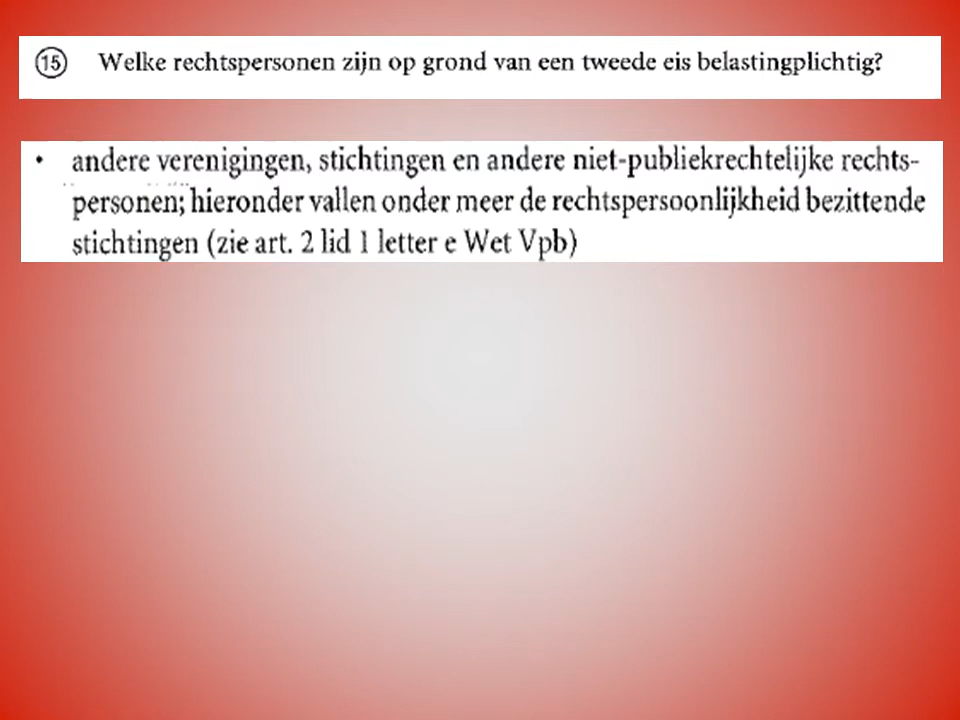 15 Welke rechtspersonen zijn op grond van een tweede eis belastingplichtig?
• andere verenigingen, stichtingen en andere niet-publiekrechtelijke rechts-
personen; hieronder vallen onder meer de rechtspersoonlijkheid bezittende
stichtingen (zie art. 2 lid 1 letter e Wet Vpb)